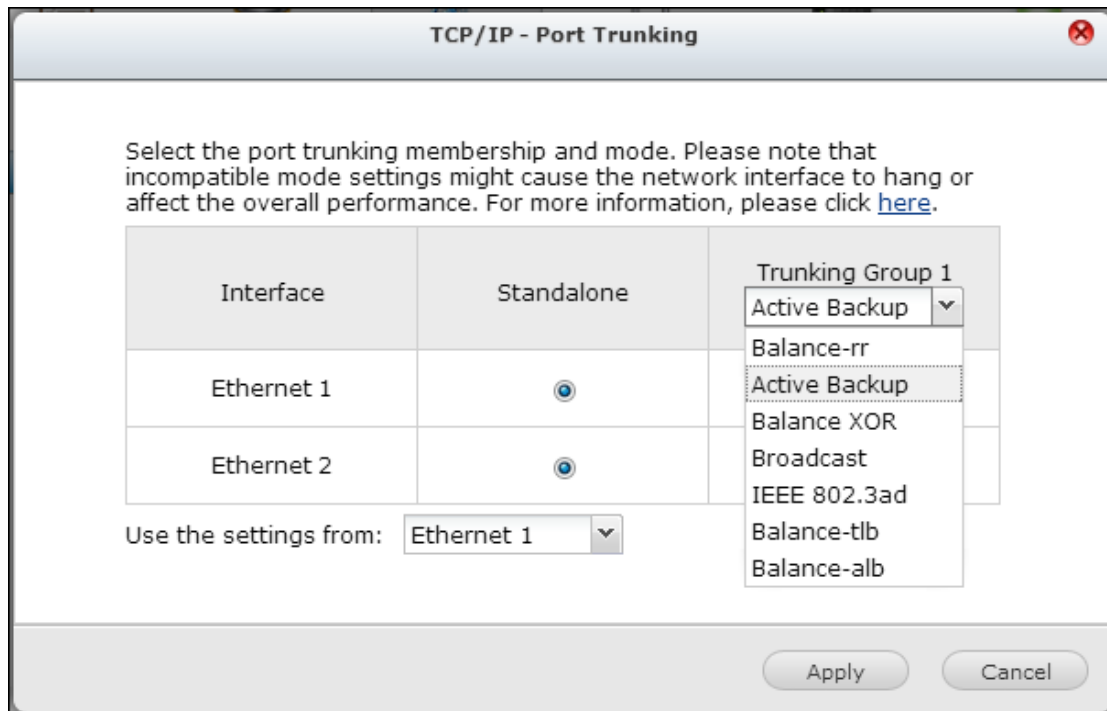 TCP/IP - Port Trunking
Select the port trunking membership and mode. Please note that
incompatible mode settings might cause the network interface to hang or
affect the overall performance. For more information, please click here.
Interface
Standalone
Trunking Group 1
Active Backup
Balance-rr
Active Backup
Balance XOR
Broadcast
IEEE 802.3ad
Balance-tlb
Balance-alb
Ethernet 1
Ethernet 2
Use the settings from: Ethernet 1
Apply
Cancel